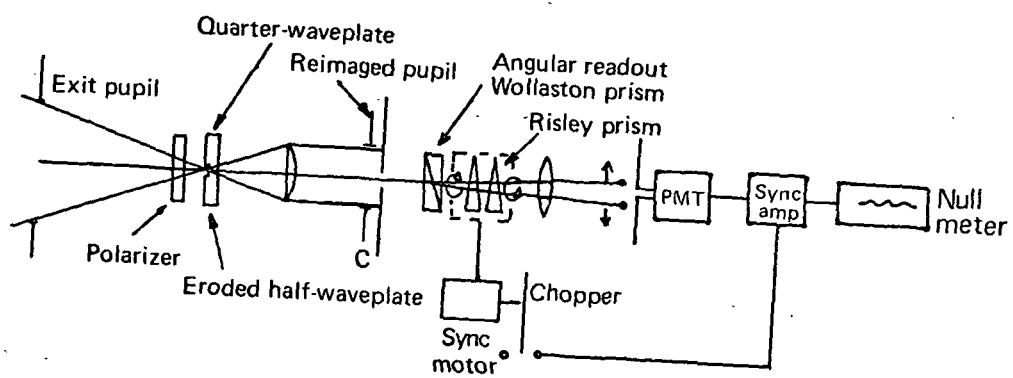 Quarter-waveplate
Exit pupil
Reimaged pupil
Angular readout
Wollaston prism
Risley prism
PMT
Sync
amp
Null
meter
Polarizer
C
Eroded half-waveplate
Chopper
Sync
motor